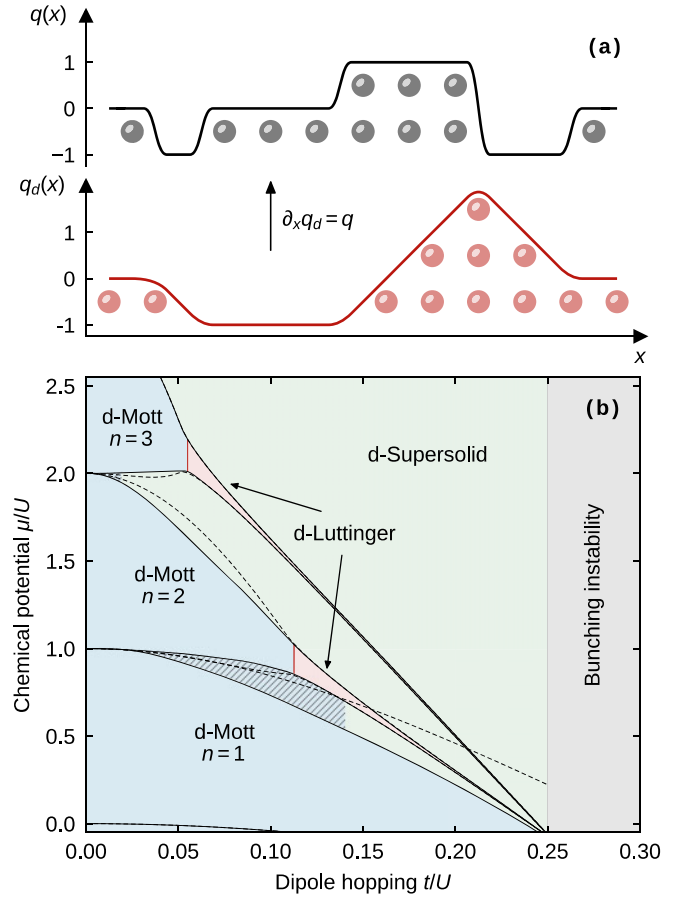 q(x)
(a)
1
0
−1
q_d(x)
∂ₓq_d = q
1
0
-1
x
(b)
2.5
2.0
1.5
1.0
0.5
0.0
Chemical potential μ/U
d-Mott
n = 3
d-Supersolid
d-Luttinger
d-Mott
n = 2
d-Mott
n = 1
Bunching instability
0.00 0.05 0.10 0.15 0.20 0.25 0.30
Dipole hopping t/U